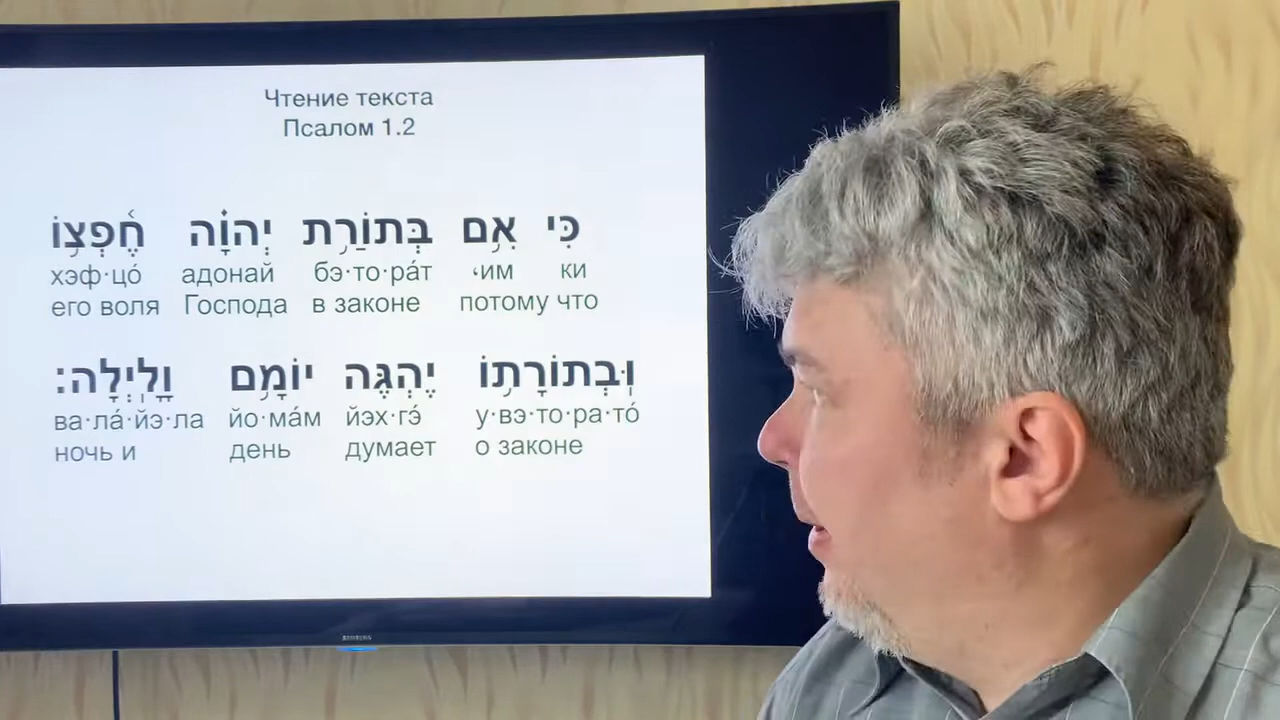 Чтение текста
Псалом 1.2
כִּי אִ֥ם בְּתוֹרַ֥ת יְהוָ֗ה חֶ֫פְצ֥וֹ
хэф·цо́ адонай бэ·то·ра́т ‹им ки
его воля Господа в законе потому что
וּֽבְתוֹרָת֥וֹ יֶהְגֶּ֗ה יוֹמָ֥ם וָלָֽיְלָה׃
ва·ла́·йэ·ла йо·ма́м йэх·гэ́ у·вэ·то·ра·то́
ночь и день думает о законе
SAMSUNG